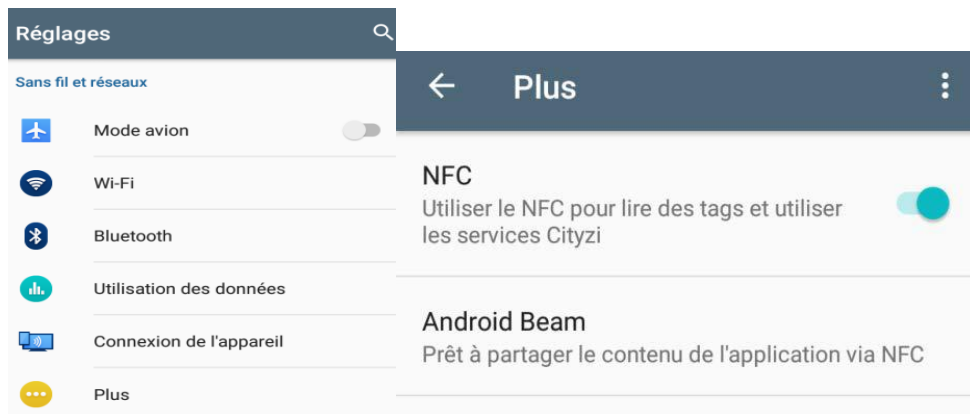 Réglages
Sans fil et réseaux
Mode avion
Wi-Fi
Bluetooth
Utilisation des données
Connexion de l'appareil
Plus
Plus
NFC
Utiliser le NFC pour lire des tags et utiliser
les services Cityzi
Android Beam
Prêt à partager le contenu de l'application via NFC